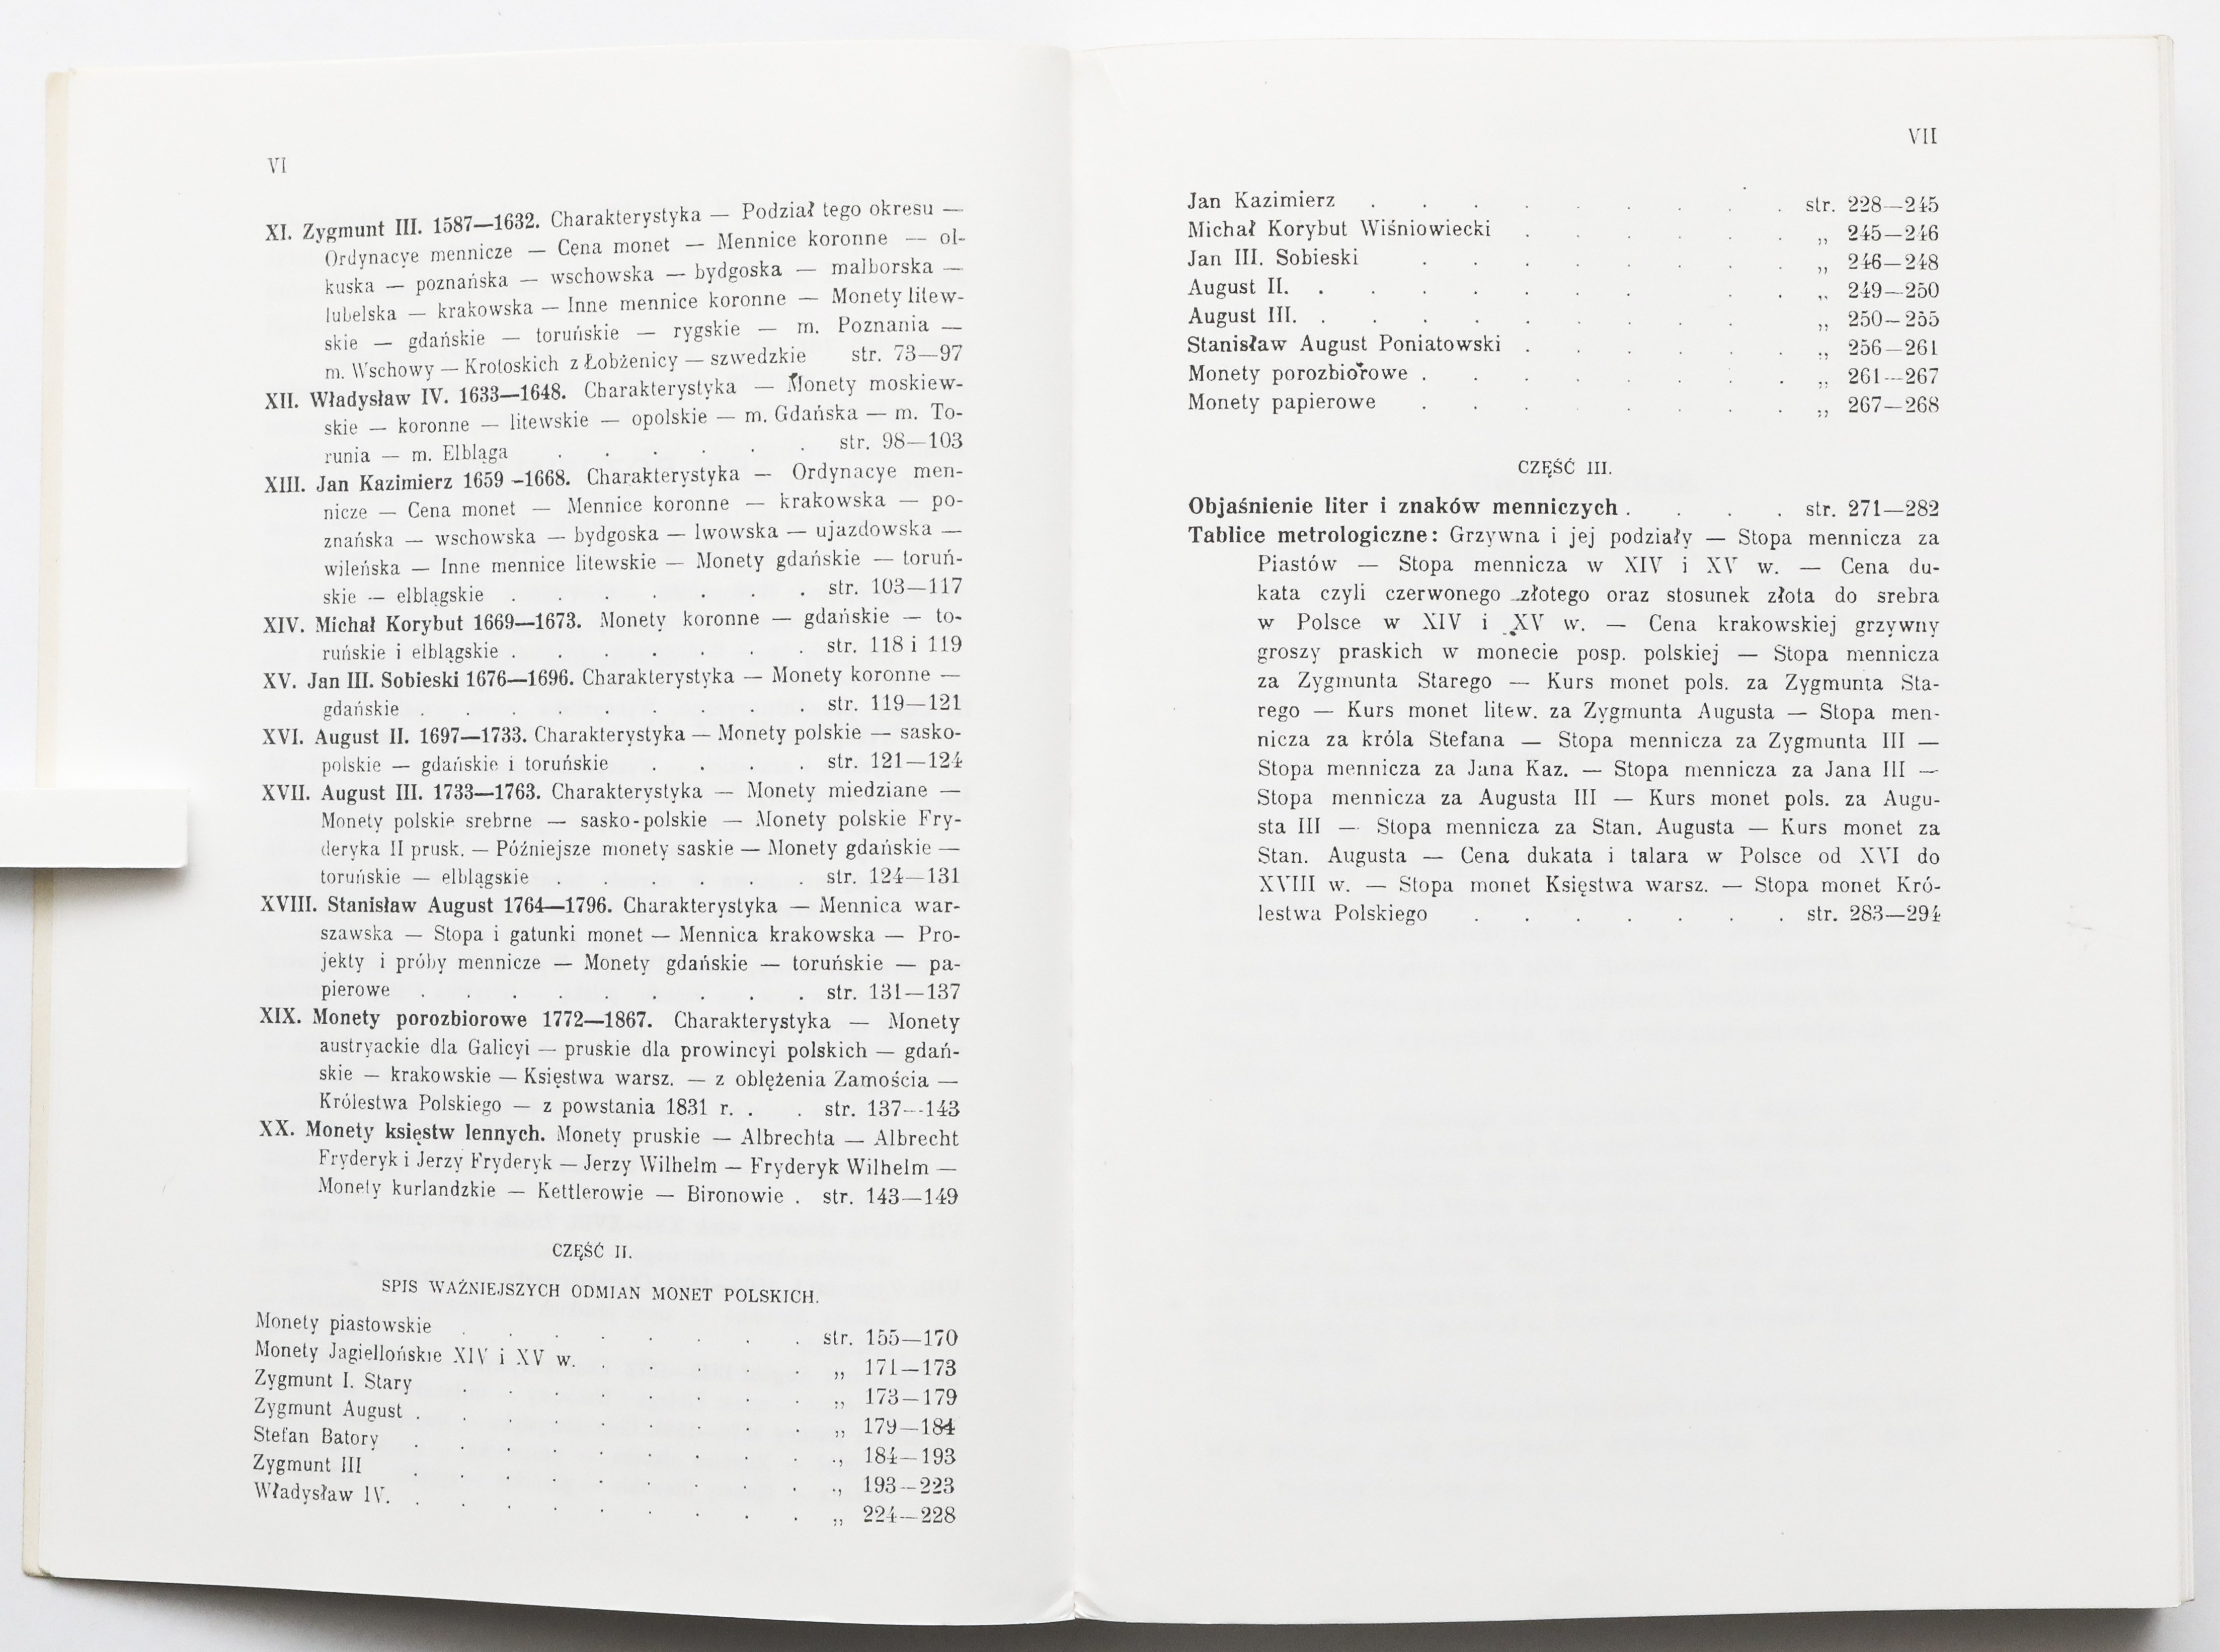 VI
XI. Zygmunt III. 1587—1632. Charakterystyka — Podział tego okresu —
Ordynacye mennicze — Cena monet — Mennice koronne — ol-
kuska — poznańska — wschowska — bydgoska — malborska —
lubelska — krakowska — Inne mennice koronne — Monety litew-
skie — gdańskie — toruńskie — rygskie — m. Poznania —
m. Wschowy — Krotoskich z Łobżenicy — szwedzkie str. 73—97
XII. Władysław IV. 1633—1648. Charakterystyka — Monety moskiew-
skie — koronne — litewskie — opolskie — m. Gdańska — m. To-
runia — m. Elbląga . . . . . . str. 98—103
XIII. Jan Kazimierz 1659 –1668. Charakterystyka — Ordynacye men-
nicze — Cena monet — Mennice koronne — krakowska — po-
znańska — wschowska — bydgoska — lwowska — ujazdowska —
wileńska — Inne mennice litewskie — Monety gdańskie — toruń-
skie — elblągskie . . . . . . . str. 103—117
XIV. Michał Korybut 1669—1673. Monety koronne — gdańskie — to-
ruńskie i elblągskie . . . . . . . str. 118 i 119
XV. Jan III. Sobieski 1676—1696. Charakterystyka — Monety koronne —
gdańskie . . . . . . . . . str. 119—121
XVI. August II. 1697—1733. Charakterystyka — Monety polskie — sasko-
polskie — gdańskie i toruńskie . . . . str. 121—124
XVII. August III. 1733—1763. Charakterystyka — Monety miedziane —
Monety polskie srebrne — sasko-polskie — Monety polskie Fry-
deryka II prusk. — Późniejsze monety saskie — Monety gdańskie —
toruńskie — elblągskie . . . . . . str. 124—131
XVIII. Stanisław August 1764—1796. Charakterystyka — Mennica war-
szawska — Stopa i gatunki monet — Mennica krakowska — Pro-
jekty i próby mennicze — Monety gdańskie — toruńskie — pa-
pierowe . . . . . . . . . str. 131—137
XIX. Monety porozbiorowe 1772—1867. Charakterystyka — Monety
austryackie dla Galicyi — pruskie dla prowincyi polskich — gdań-
skie — krakowskie — Księstwa warsz. — z oblężenia Zamościa —
Królestwa Polskiego — z powstania 1831 r. . . str. 137—143
XX. Monety księstw lennych. Monety pruskie — Albrechta — Albrecht
Fryderyk i Jerzy Fryderyk — Jerzy Wilhelm — Fryderyk Wilhelm —
Monety kurlandzkie — Kettlerowie — Bironowie . str. 143—149
CZĘŚĆ II.
SPIS WAŻNIEJSZYCH ODMIAN MONET POLSKICH.
Monety piastowskie . . . . . . . . str. 155—170
Monety Jagiellońskie XIV i XV w. . . . . . „ 171—173
Zygmunt I. Stary . . . . . . . . „ 173—179
Zygmunt August . . . . . . . . . „ 179—184
Stefan Batory . . . . . . . . . „ 184—193
Zygmunt III . . . . . . . . . „ 193—223
Władysław IV. . . . . . . . . . „ 224—228
VII
Jan Kazimierz . . . . . . . . . str. 228—245
Michał Korybut Wiśniowiecki . . . . . . „ 245—246
Jan III. Sobieski . . . . . . . . „ 246—248
August II. . . . . . . . . . „ 249—250
August III. . . . . . . . . . „ 250—255
Stanisław August Poniatowski . . . . . . „ 256—261
Monety porozbiorowe . . . . . . . . „ 261—267
Monety papierowe . . . . . . . . „ 267—268
CZĘŚĆ III.
Objaśnienie liter i znaków menniczych . . . . str. 271—282
Tablice metrologiczne: Grzywna i jej podziały — Stopa mennicza za
Piastów — Stopa mennicza w XIV i XV w. — Cena du-
kata czyli czerwonego złotego oraz stosunek złota do srebra
w Polsce w XIV i XV w. — Cena krakowskiej grzywny
groszy praskich w monecie posp. polskiej — Stopa mennicza
za Zygmunta Starego — Kurs monet pols. za Zygmunta Sta-
rego — Kurs monet litew. za Zygmunta Augusta — Stopa men-
nicza za króla Stefana — Stopa mennicza za Zygmunta III —
Stopa mennicza za Jana Kaz. — Stopa mennicza za Jana III —
Stopa mennicza za Augusta III — Kurs monet pols. za Augu-
sta III — Stopa mennicza za Stan. Augusta — Kurs monet za
Stan. Augusta — Cena dukata i talara w Polsce od XVI do
XVIII w. — Stopa monet Księstwa warsz. — Stopa monet Kró-
lestwa Polskiego . . . . . . . str. 283—294